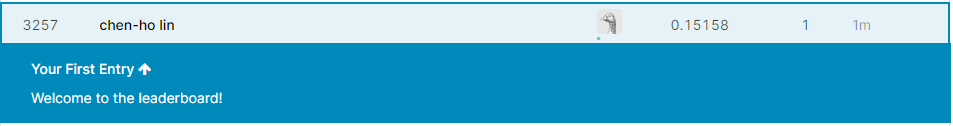 3257 chen-ho lin 0.15158 1 1m
Your First Entry
Welcome to the leaderboard!